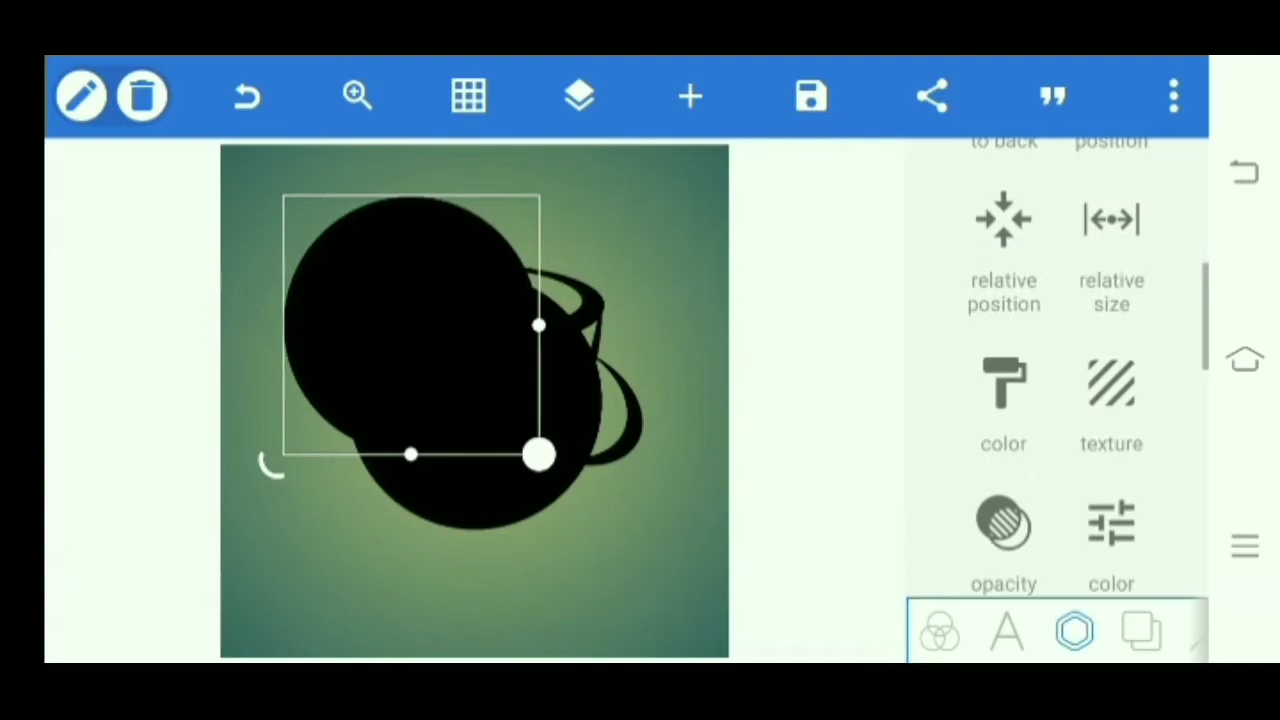 to back position
relative position
relative size
color
texture
opacity
color